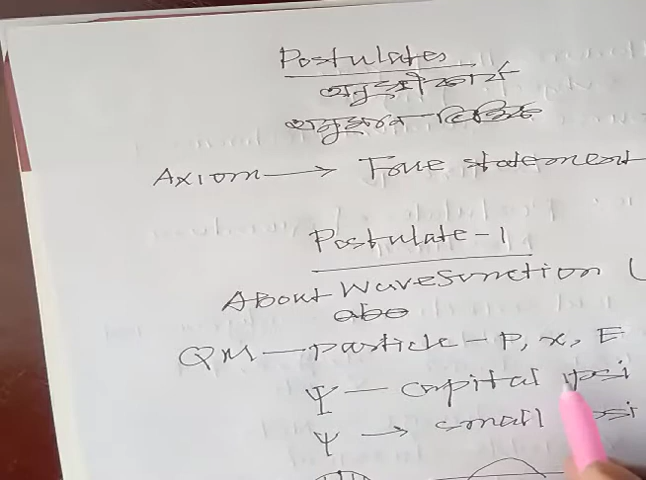 Postulates
Axiom → True statement
Postulate-1
About Wavefunction (
QM — Particle - P, x, E
Ψ — capital psi
ψ → small psi